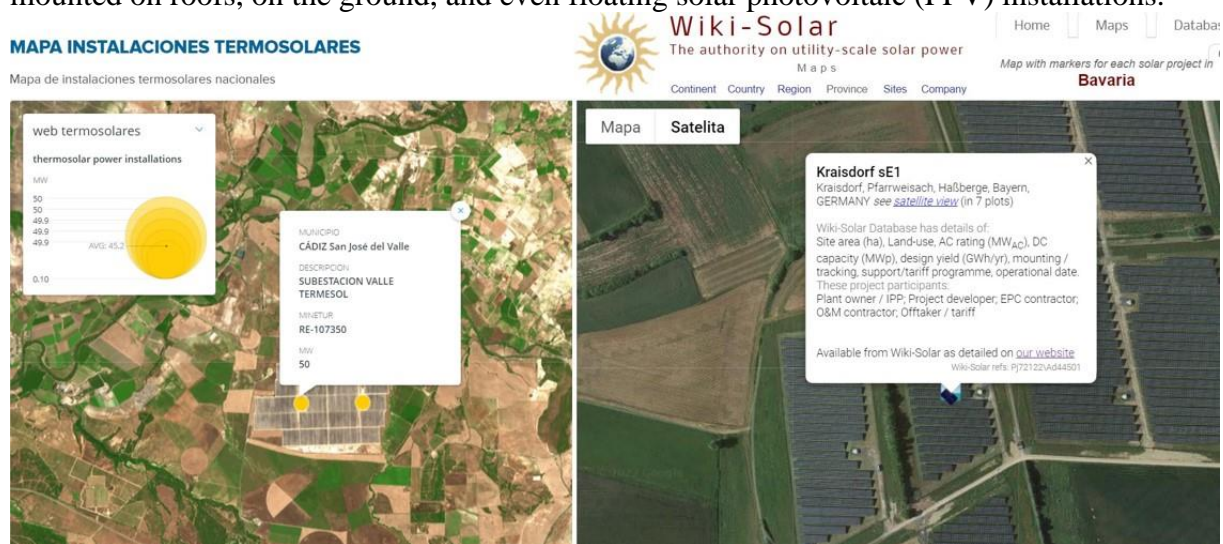 mounted on roofs, on the ground, and even floating solar photovoltaic (FPV) installations.
MAPA INSTALACIONES TERMOSOLARES
Mapa de instalaciones termosolares nacionales
web termosolares
thermosolar power installations
MW
50
50
49.9
49.9
49.9
AVG: 45.2
0.10
MUNICIPIO
CÁDIZ San José del Valle
DESCRIPCION
SUBESTACION VALLE
TERMESOL
MINETUR
RE-107350
MW
50
Wiki-Solar
The authority on utility-scale solar power
Maps
Continent Country Region Province Sites Company
Home Maps Databas
Map with markers for each solar project in
Bavaria
Mapa Satelita
Kraisdorf sE1
Kraisdorf, Pfarrweisach, Haßberge, Bayern,
GERMANY see satellite view (in 7 plots)
Wiki-Solar Database has details of:
Site area (ha), Land-use, AC rating (MWAC), DC
capacity (MWp), design yield (GWh/yr), mounting /
tracking, support/tariff programme, operational date.
These project participants:
Plant owner / IPP; Project developer; EPC contractor;
O&M contractor; Offtaker / tariff
Available from Wiki-Solar as detailed on our website
Wiki-Solar refs: Pj72122\Ad44501